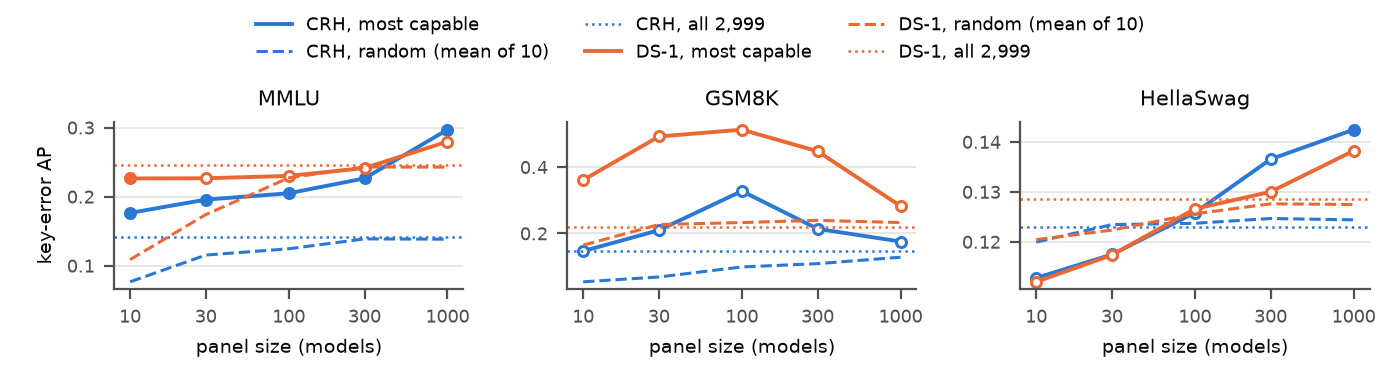 CRH, most capable
CRH, random (mean of 10)
CRH, all 2,999
DS-1, most capable
DS-1, random (mean of 10)
DS-1, all 2,999
MMLU
key-error AP
0.3
0.2
0.1
10 30 100 300 1000
panel size (models)
GSM8K
0.4
0.2
10 30 100 300 1000
panel size (models)
HellaSwag
0.14
0.13
0.12
10 30 100 300 1000
panel size (models)